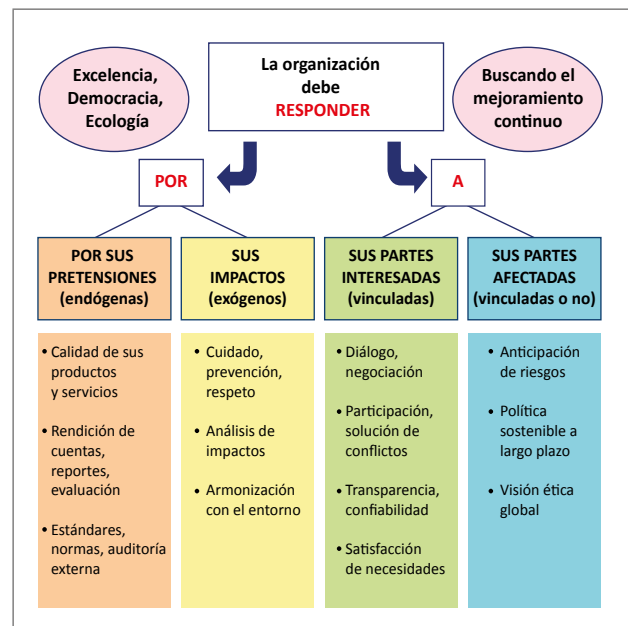 Excelencia,
Democracia,
Ecología
La organización
debe
RESPONDER
Buscando el
mejoramiento
continuo
POR
A
POR SUS
PRETENSIONES
(endógenas)
SUS
IMPACTOS
(exógenos)
SUS PARTES
INTERESADAS
(vinculadas)
SUS PARTES
AFECTADAS
(vinculadas o no)
• Calidad de sus
productos
y servicios
• Rendición de
cuentas,
reportes,
evaluación
• Estándares,
normas, auditoría
externa
• Cuidado,
prevención,
respeto
• Análisis de
impactos
• Armonización
con el entorno
• Diálogo,
negociación
• Participación,
solución de
conflictos
• Transparencia,
confiabilidad
• Satisfacción
de necesidades
• Anticipación
de riesgos
• Política
sostenible a
largo plazo
• Visión ética
global